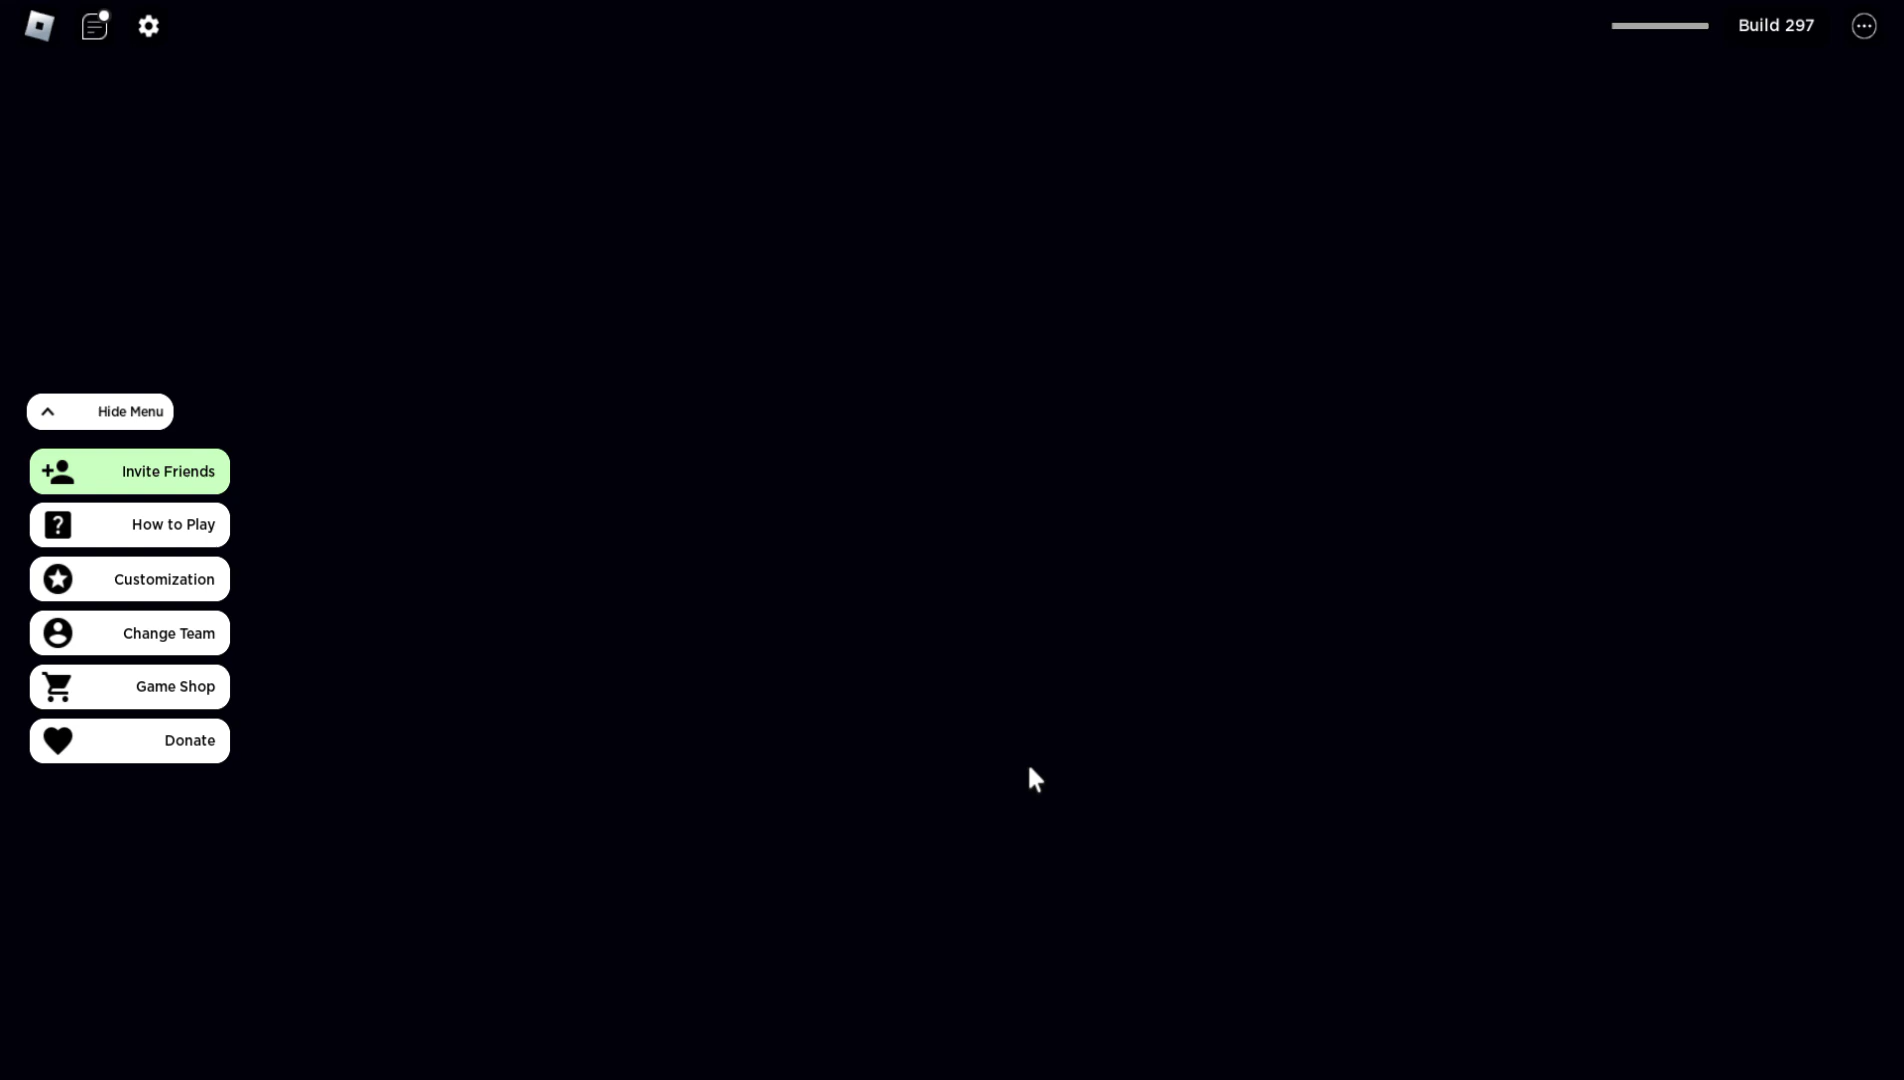 Build 297
Hide Menu
Invite Friends
How to Play
Customization
Change Team
Game Shop
Donate